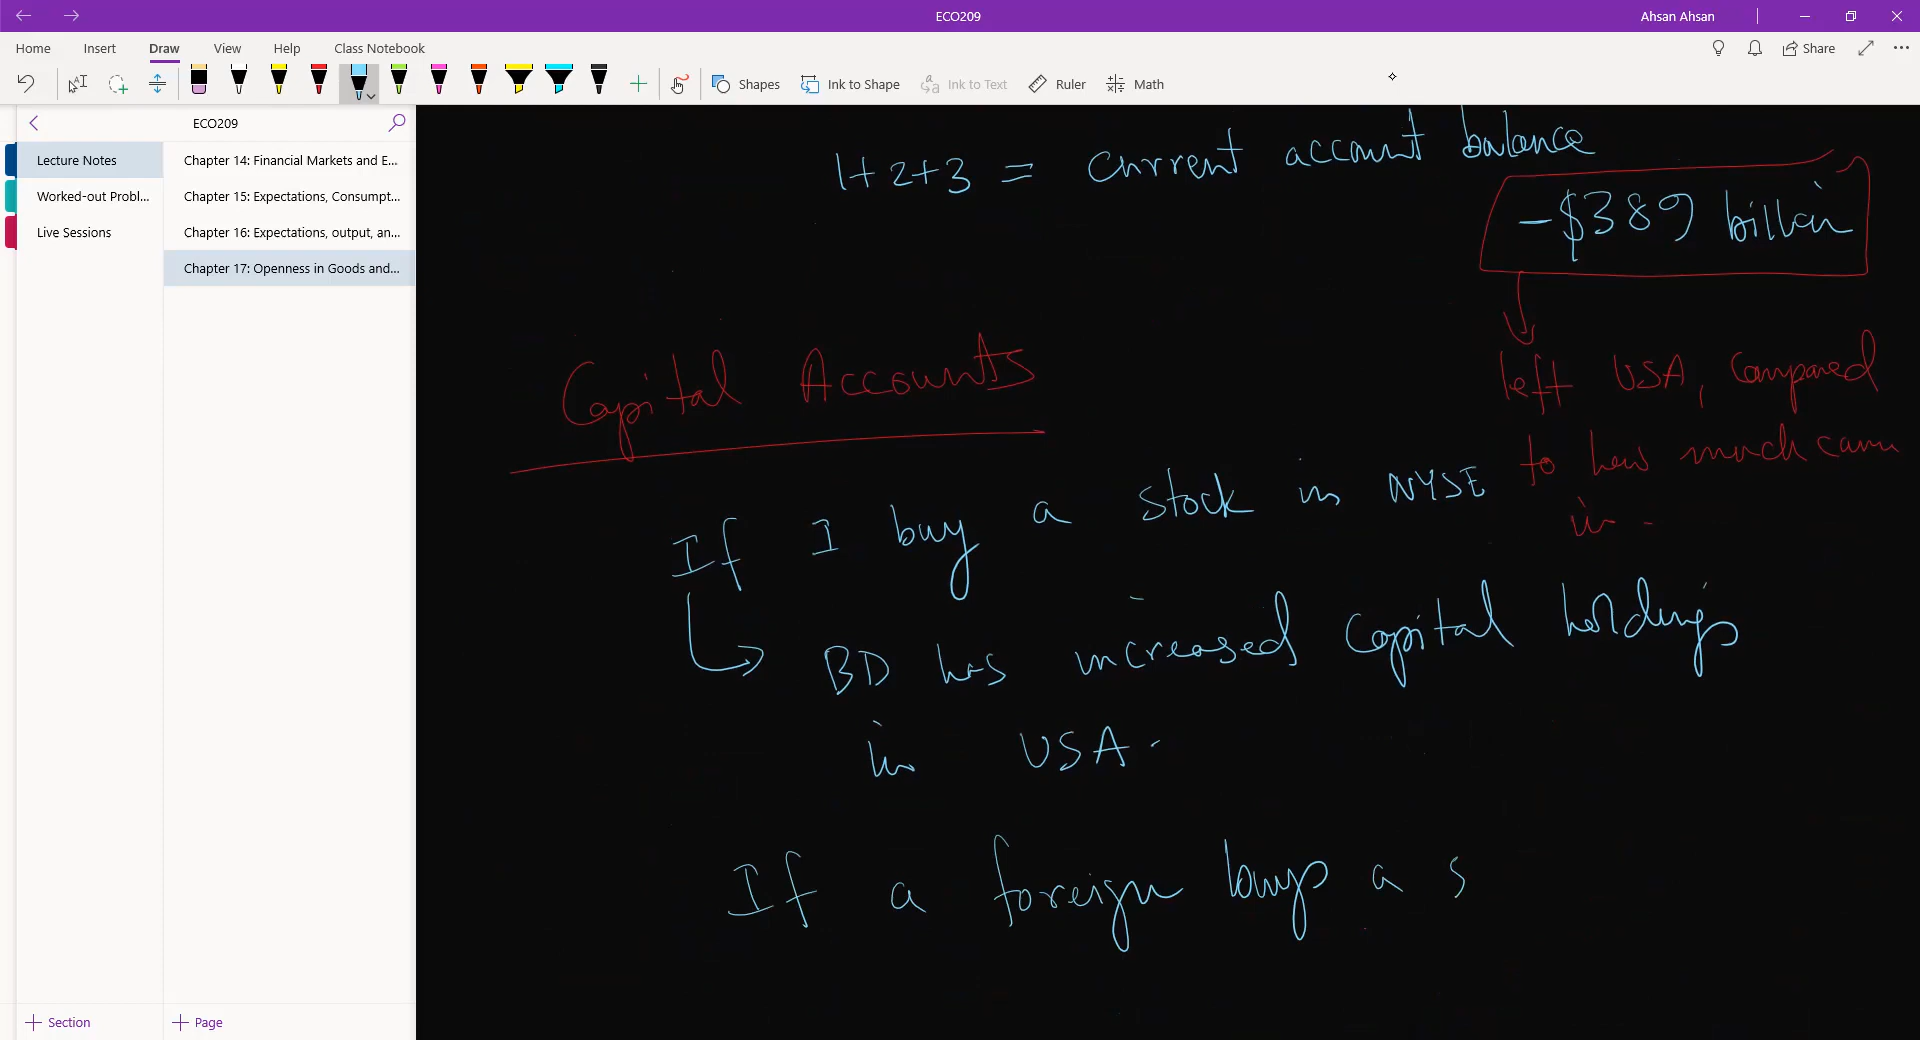 ECO209
Ahsan Ahsan
Home Insert Draw View Help Class Notebook
Share
Shapes Ink to Shape Ink to Text Ruler Math
ECO209
Lecture Notes
Worked-out Probl...
Live Sessions
Chapter 14: Financial Markets and E...
Chapter 15: Expectations, Consumpt...
Chapter 16: Expectations, output, an...
Chapter 17: Openness in Goods and...
+ Section
+ Page
1+2+3 = Current account balance
-$389 billion
left USA, compared
to how much came
in.
Capital Accounts
If I buy a stock in NYSE
BD has increased capital holdings
in USA.
If a foreign buys a s